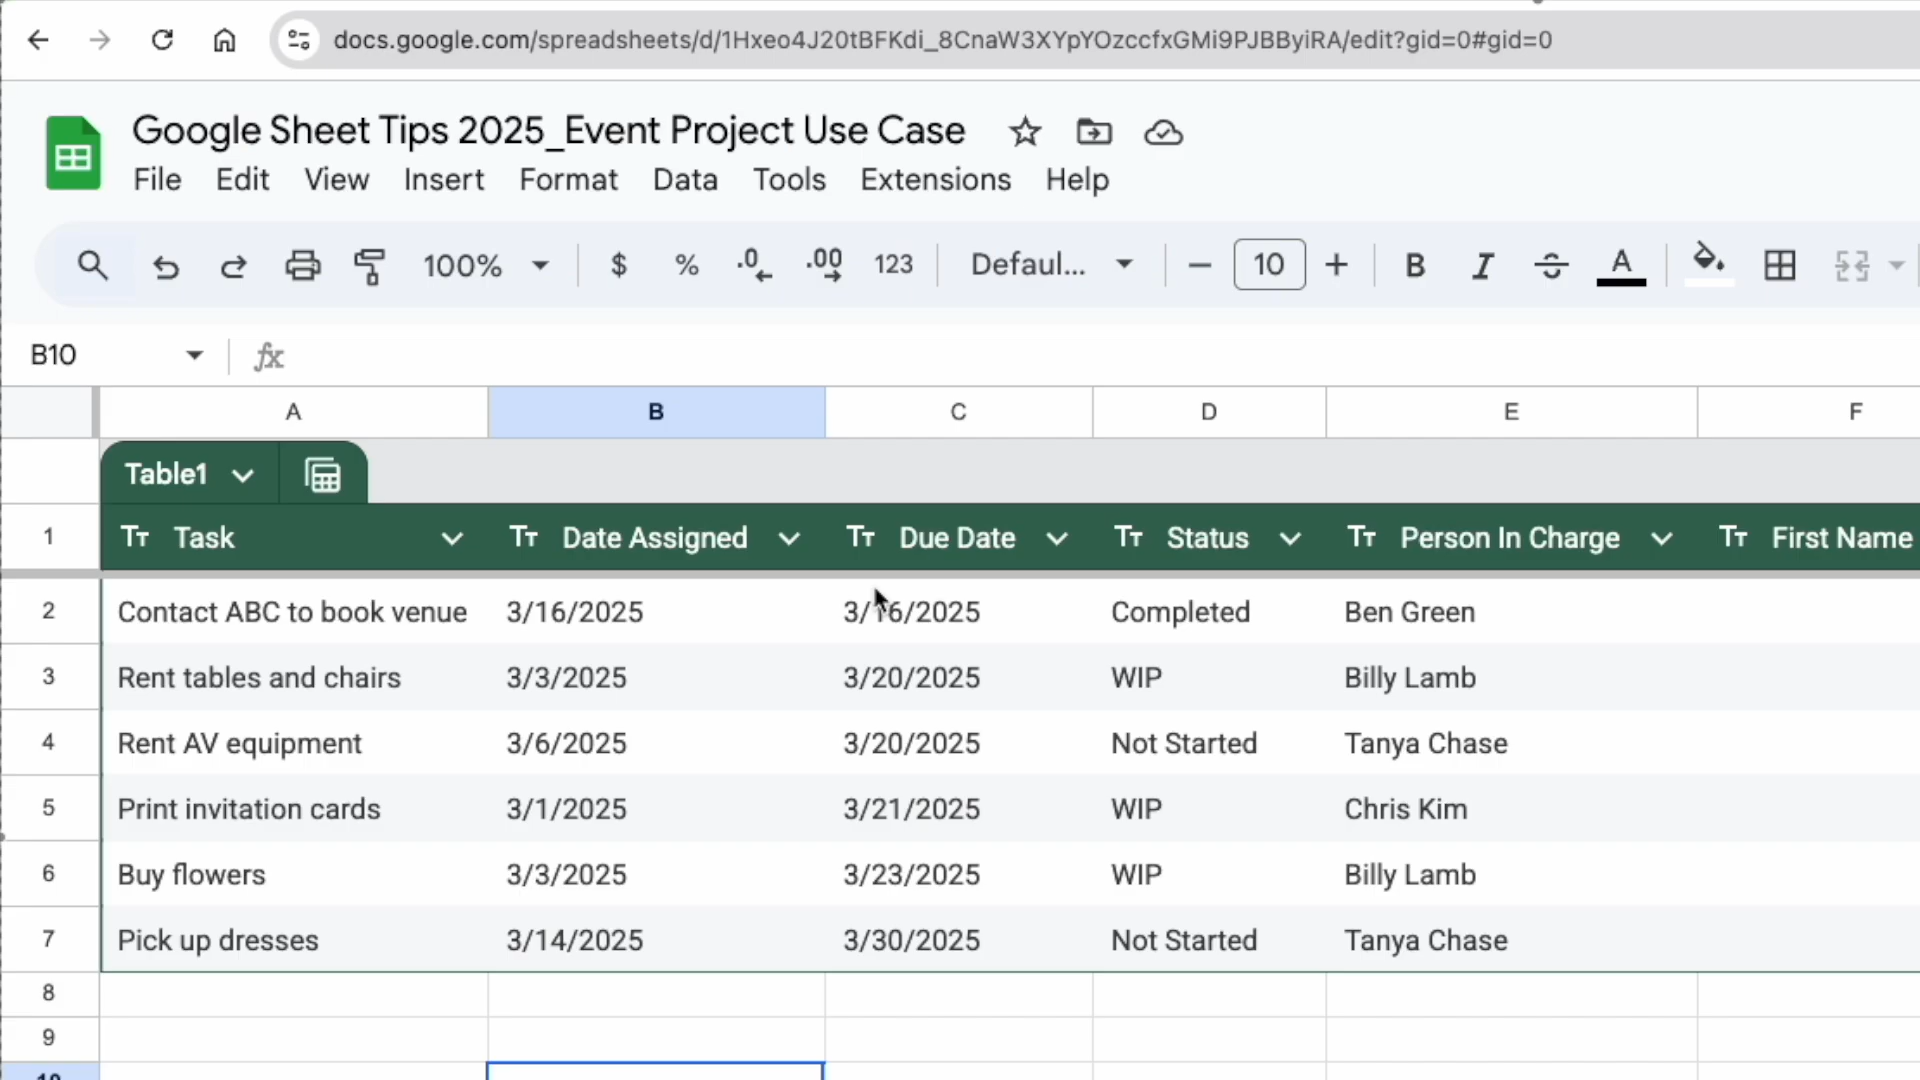 docs.google.com/spreadsheets/d/1Hxeo4J20tBFKdi_8CnaW3XYpYOzccfxGMi9PJBByiRA/edit?gid=0#gid=0
Google Sheet Tips 2025_Event Project Use Case
File Edit View Insert Format Data Tools Extensions Help
100% $ % .0 .00 123 Defaul... 10 B I A
B10 fx
A B C D E F
Table1
1 Task Date Assigned Due Date Status Person In Charge First Name
2 Contact ABC to book venue 3/16/2025 3/16/2025 Completed Ben Green
3 Rent tables and chairs 3/3/2025 3/20/2025 WIP Billy Lamb
4 Rent AV equipment 3/6/2025 3/20/2025 Not Started Tanya Chase
5 Print invitation cards 3/1/2025 3/21/2025 WIP Chris Kim
6 Buy flowers 3/3/2025 3/23/2025 WIP Billy Lamb
7 Pick up dresses 3/14/2025 3/30/2025 Not Started Tanya Chase
8
9
10